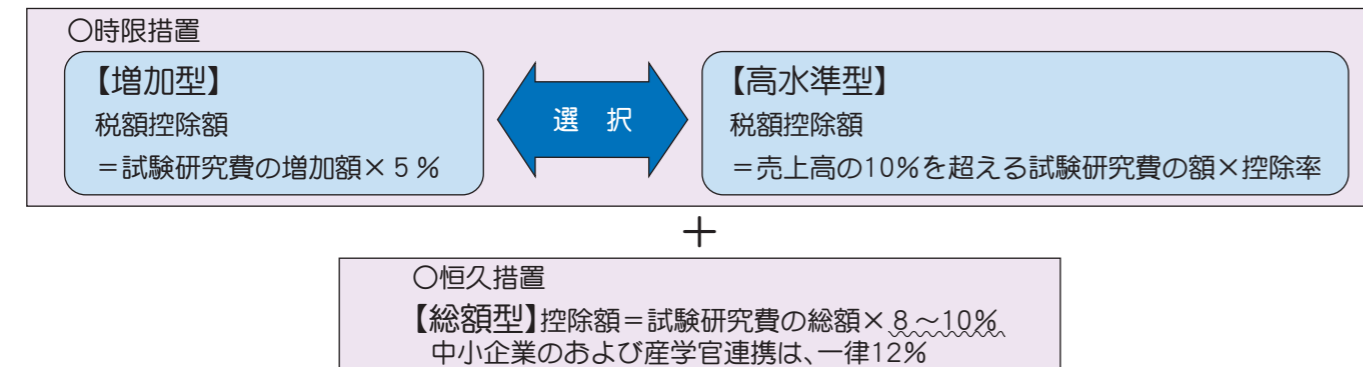 〇時限措置
【増加型】
税額控除額
＝試験研究費の増加額×５％
選 択
【高水準型】
税額控除額
＝売上高の10％を超える試験研究費の額×控除率
＋
〇恒久措置
【総額型】控除額＝試験研究費の総額×８～10％
中小企業のおよび産学官連携は、一律12％